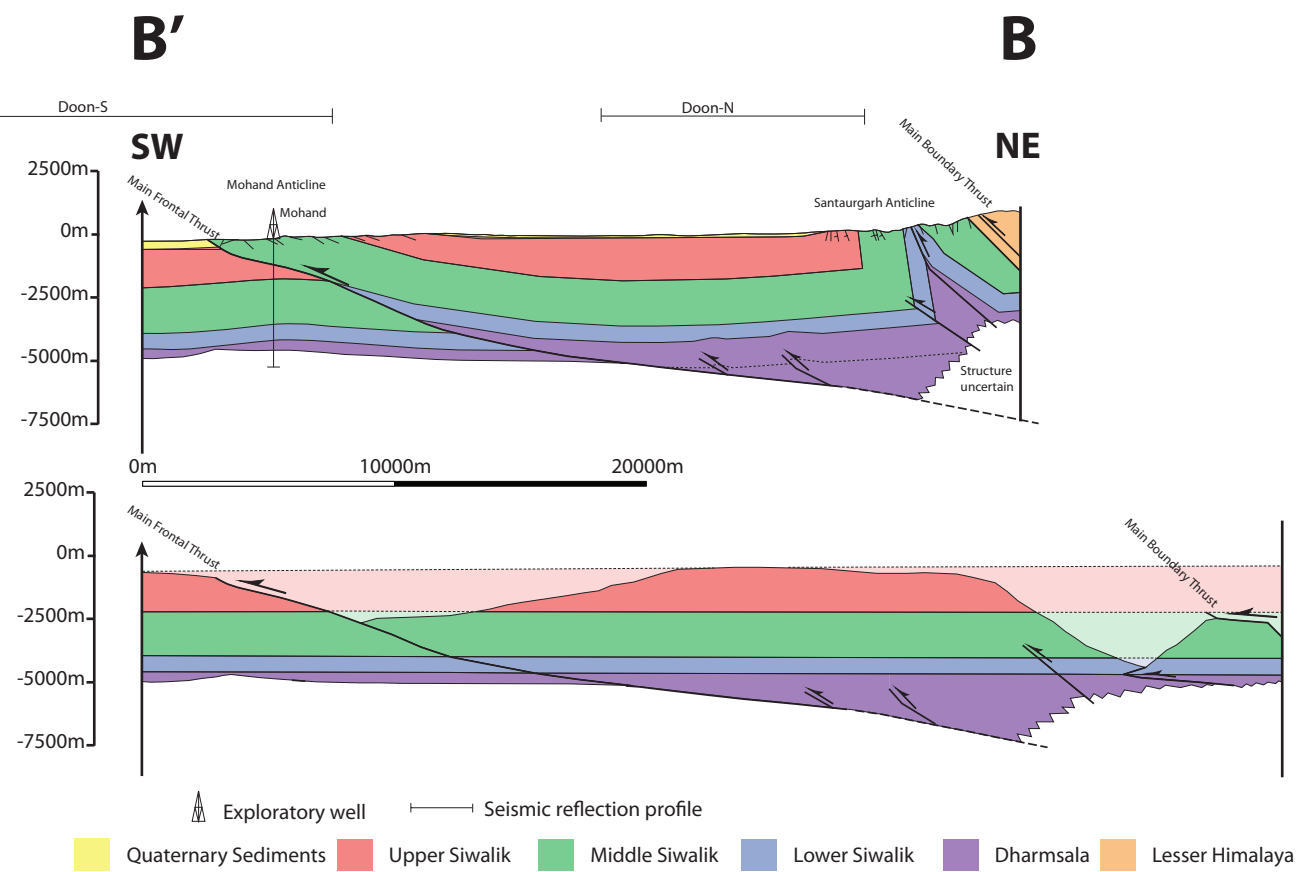 B′ B
Doon-S Doon-N
SW NE
Main Boundary Thrust
2500m
Main Frontal Thrust
Mohand Anticline
Mohand
Santaurgarh Anticline
0m
-2500m
-5000m
Structure
uncertain
-7500m
0m 10000m 20000m
2500m
Main Frontal Thrust
Main Boundary Thrust
0m
-2500m
-5000m
-7500m
Exploratory well Seismic reflection profile
Quaternary Sediments Upper Siwalik Middle Siwalik Lower Siwalik Dharmsala Lesser Himalaya